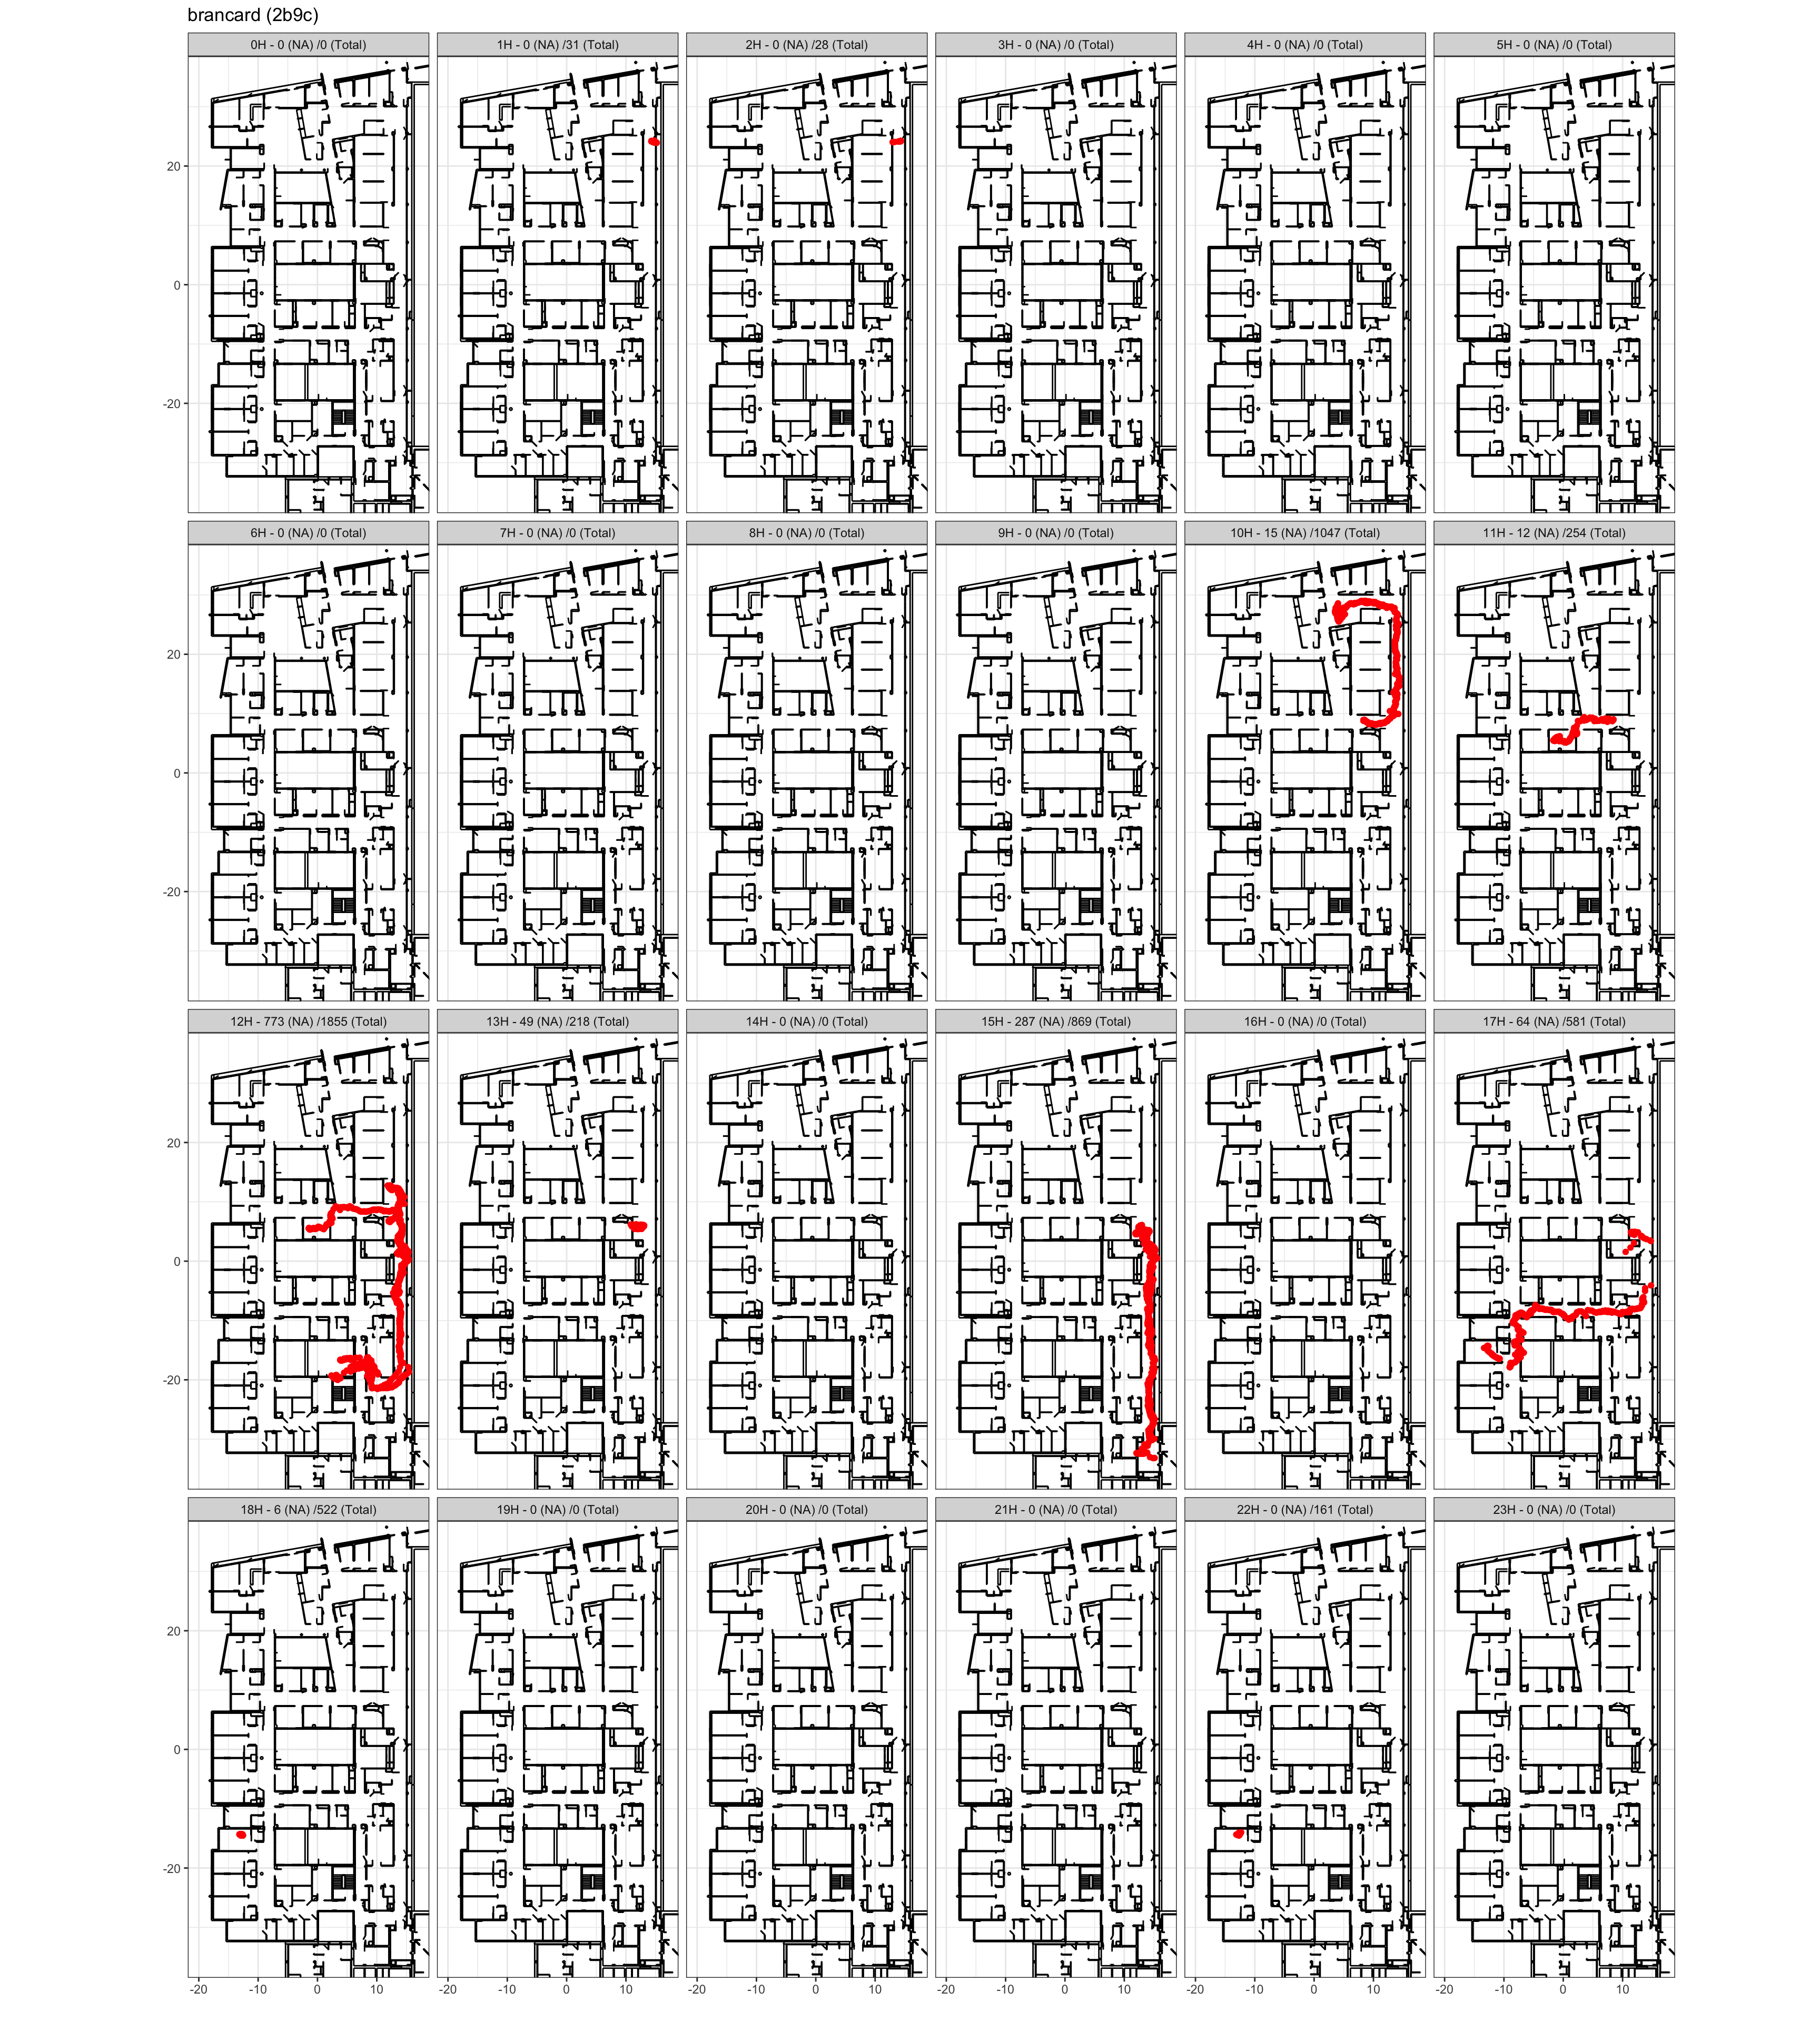 brancard (2b9c)
0H - 0 (NA) /0 (Total) 1H - 0 (NA) /31 (Total) 2H - 0 (NA) /28 (Total) 3H - 0 (NA) /0 (Total) 4H - 0 (NA) /0 (Total) 5H - 0 (NA) /0 (Total)
20
0
-20
6H - 0 (NA) /0 (Total) 7H - 0 (NA) /0 (Total) 8H - 0 (NA) /0 (Total) 9H - 0 (NA) /0 (Total) 10H - 15 (NA) /1047 (Total) 11H - 12 (NA) /254 (Total)
20
0
-20
12H - 773 (NA) /1855 (Total) 13H - 49 (NA) /218 (Total) 14H - 0 (NA) /0 (Total) 15H - 287 (NA) /869 (Total) 16H - 0 (NA) /0 (Total) 17H - 64 (NA) /581 (Total)
20
0
-20
18H - 6 (NA) /522 (Total) 19H - 0 (NA) /0 (Total) 20H - 0 (NA) /0 (Total) 21H - 0 (NA) /0 (Total) 22H - 0 (NA) /161 (Total) 23H - 0 (NA) /0 (Total)
20
0
-20
-20 -10 0 10 -20 -10 0 10 -20 -10 0 10 -20 -10 0 10 -20 -10 0 10 -20 -10 0 10